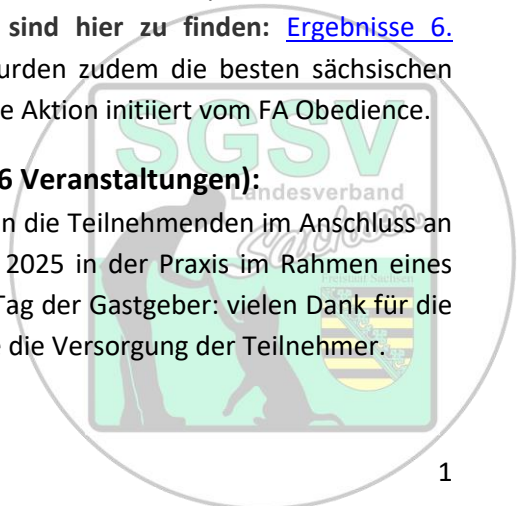 sind hier zu finden: Ergebnisse 6.
urden zudem die besten sächsischen
e Aktion initiiert vom FA Obedience.
SGSV
6 Veranstaltungen):
Landesverband
n die Teilnehmenden im Anschluss an
Sachsen
2025 in der Praxis im Rahmen eines
Freistaat Sachsen
Tag der Gastgeber: vielen Dank für die
die Versorgung der Teilnehmer.
1